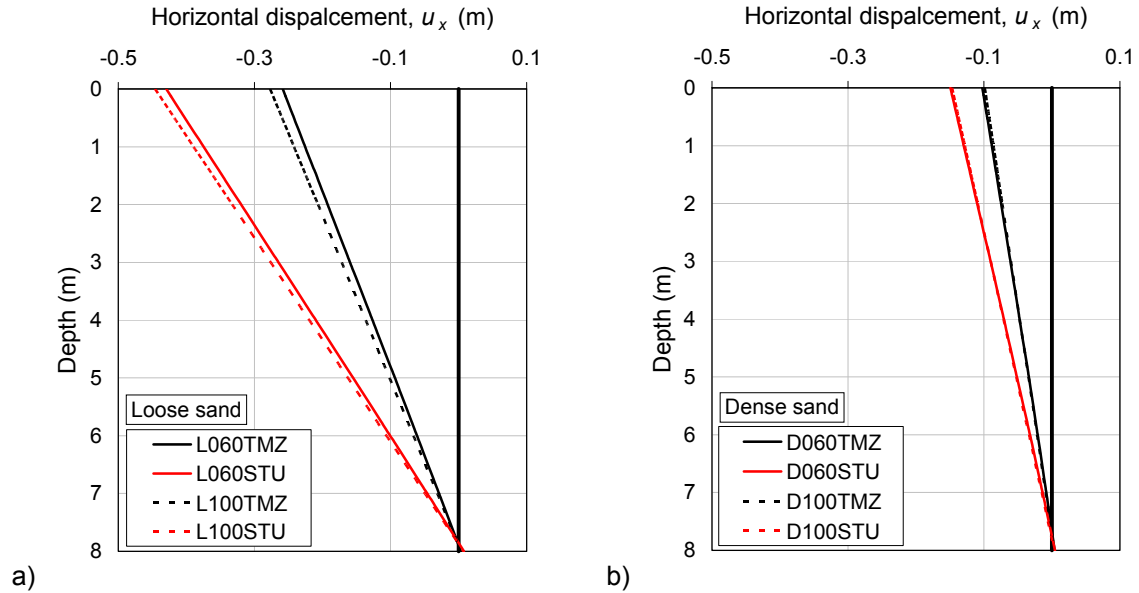 Horizontal dispalcement, u x (m)
-0.5 -0.3 -0.1 0.1
0
1
2
3
4
5
6
7
8
Depth (m)
Loose sand
L060TMZ
L060STU
L100TMZ
L100STU
a)
Horizontal dispalcement, u x (m)
-0.5 -0.3 -0.1 0.1
0
1
2
3
4
5
6
7
8
Depth (m)
Dense sand
D060TMZ
D060STU
D100TMZ
D100STU
b)